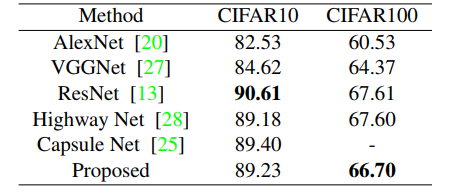 Method CIFAR10 CIFAR100
AlexNet [20] 82.53 60.53
VGGNet [27] 84.62 64.37
ResNet [13] 90.61 67.61
Highway Net [28] 89.18 67.60
Capsule Net [25] 89.40 -
Proposed 89.23 66.70